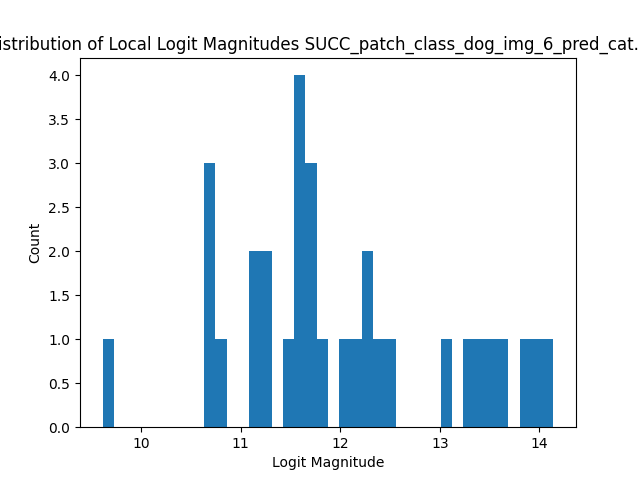 istribution of Local Logit Magnitudes SUCC_patch_class_dog_img_6_pred_cat.
4.0
3.5
3.0
2.5
2.0
1.5
1.0
0.5
0.0
Count
10 11 12 13 14
Logit Magnitude